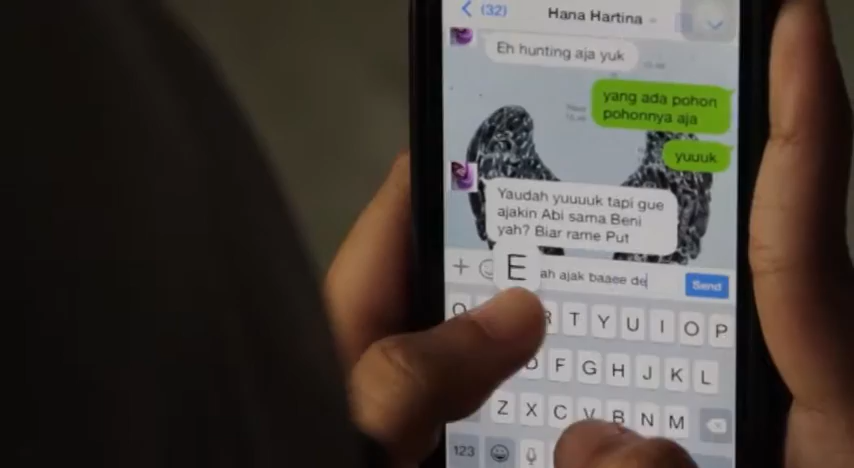 (32)
Hana Hartina
Eh hunting aja yuk
yang ada pohon
pohonnya aja
yuuuk
Yaudah yuuuuk tapi gue
ajakin Abi sama Beni
yah? Biar rame Put
E
ah ajak baaee de
Send
R T Y U I O P
D F G H J K L
Z X C V B N M
123